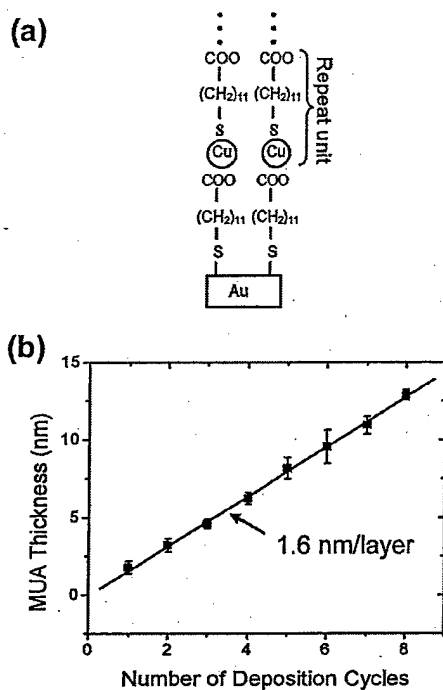 (a)
COO COO
(CH2)11 (CH2)11
S S
Cu Cu
Repeat unit
COO COO
(CH2)11 (CH2)11
S S
Au
(b)
15
10
5
0
MUA Thickness (nm)
1.6 nm/layer
0 2 4 6 8
Number of Deposition Cycles